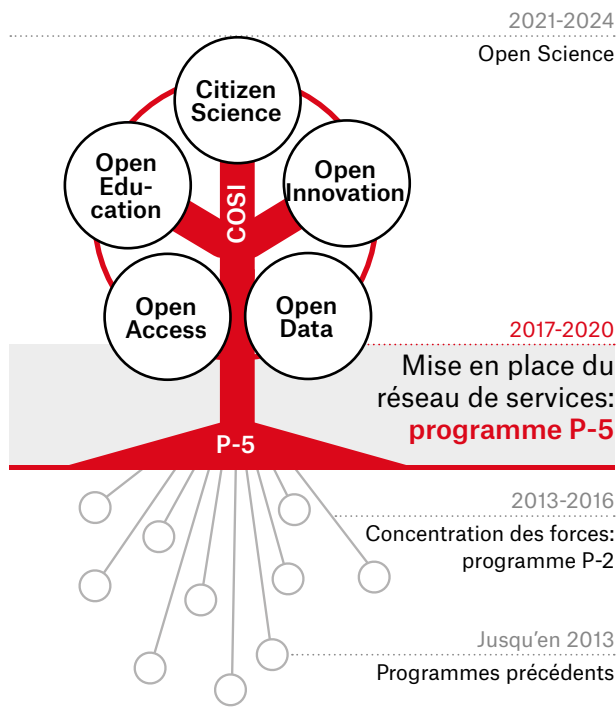 2021-2024
Open Science
Citizen
Science
Open
Edu-
cation
Open
Innovation
COSI
Open
Access
Open
Data
2017-2020
Mise en place du
réseau de services:
programme P-5
P-5
2013-2016
Concentration des forces:
programme P-2
Jusqu'en 2013
Programmes précédents